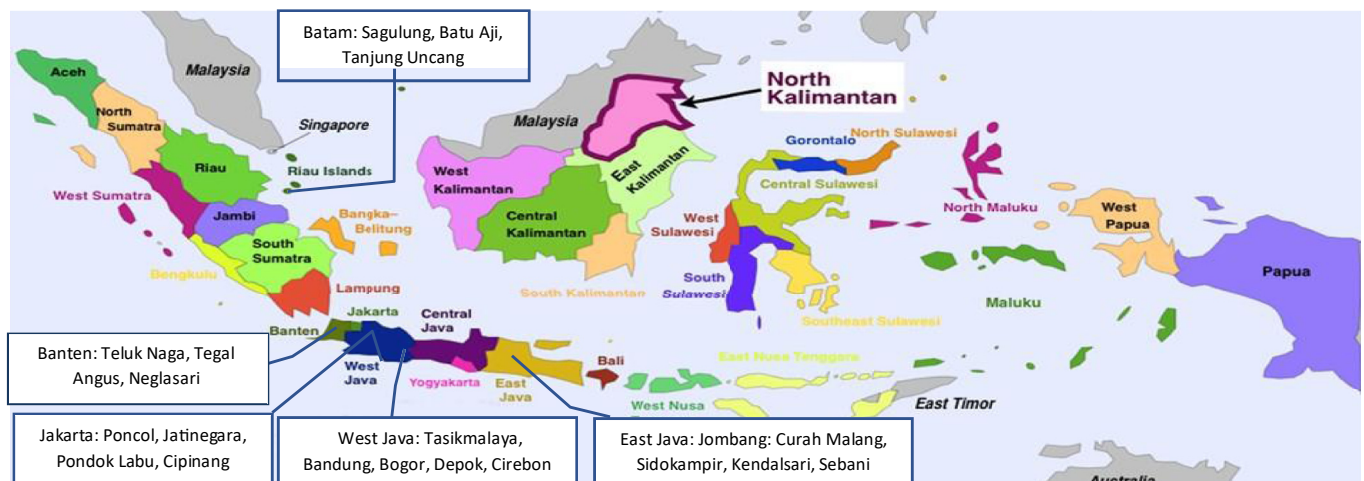 Batam: Sagulung, Batu Aji,
Tanjung Uncang
Aceh
Malaysia
North
Sumatra
Singapore
Riau
Riau Islands
West Sumatra
Jambi
Bangka–
Belitung
South
Sumatra
Bengkulu
Lampung
Malaysia
North
Kalimantan
West
Kalimantan
East
Kalimantan
Central
Kalimantan
South Kalimantan
Gorontalo
North Sulawesi
Central Sulawesi
West
Sulawesi
South
Sulawesi
Southeast Sulawesi
North Maluku
Maluku
West
Papua
Papua
Jakarta
Banten
Central
Java
West
Java
Yogyakarta
East
Java
Bali
West Nusa
East Nusa Tenggara
East Timor
Australia
Banten: Teluk Naga, Tegal
Angus, Neglasari
Jakarta: Poncol, Jatinegara,
Pondok Labu, Cipinang
West Java: Tasikmalaya,
Bandung, Bogor, Depok, Cirebon
East Java: Jombang: Curah Malang,
Sidokampir, Kendalsari, Sebani